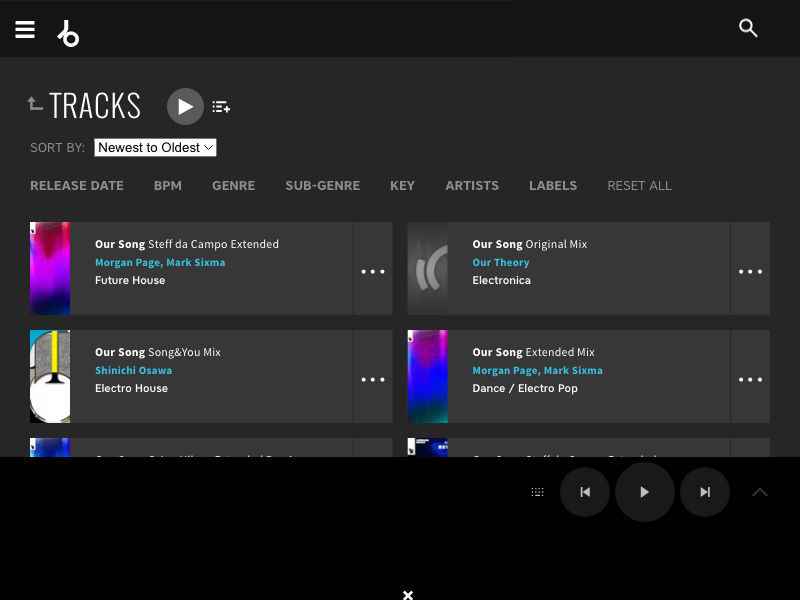 TRACKS
SORT BY: Newest to Oldest
RELEASE DATE BPM GENRE SUB-GENRE KEY ARTISTS LABELS RESET ALL
Our Song Steff da Campo Extended
Morgan Page, Mark Sixma
Future House
Our Song Original Mix
Our Theory
Electronica
Our Song Song&You Mix
Shinichi Osawa
Electro House
Our Song Extended Mix
Morgan Page, Mark Sixma
Dance / Electro Pop